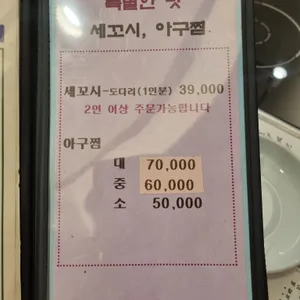 특별한 맛
세꼬시, 아구찜
세꼬시-도다리(1인분) 39,000
2인 이상 주문가능합니다
아구찜
대 70,000
중 60,000
소 50,000